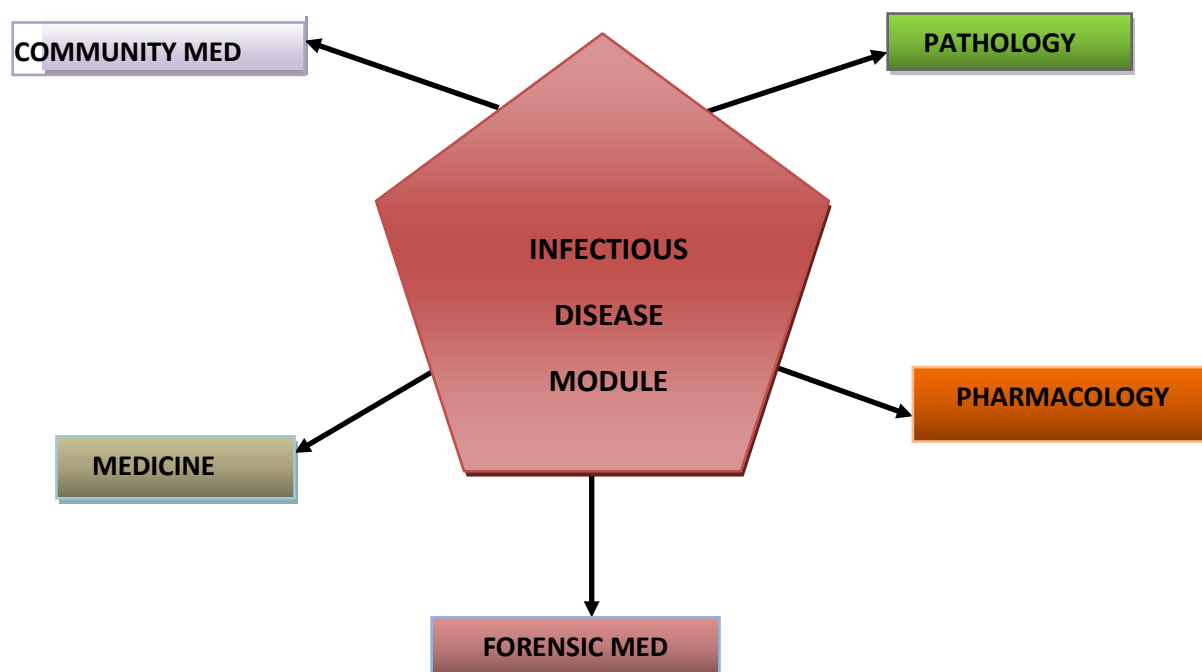 COMMUNITY MED
PATHOLOGY
INFECTIOUS
DISEASE
MODULE
PHARMACOLOGY
MEDICINE
FORENSIC MED